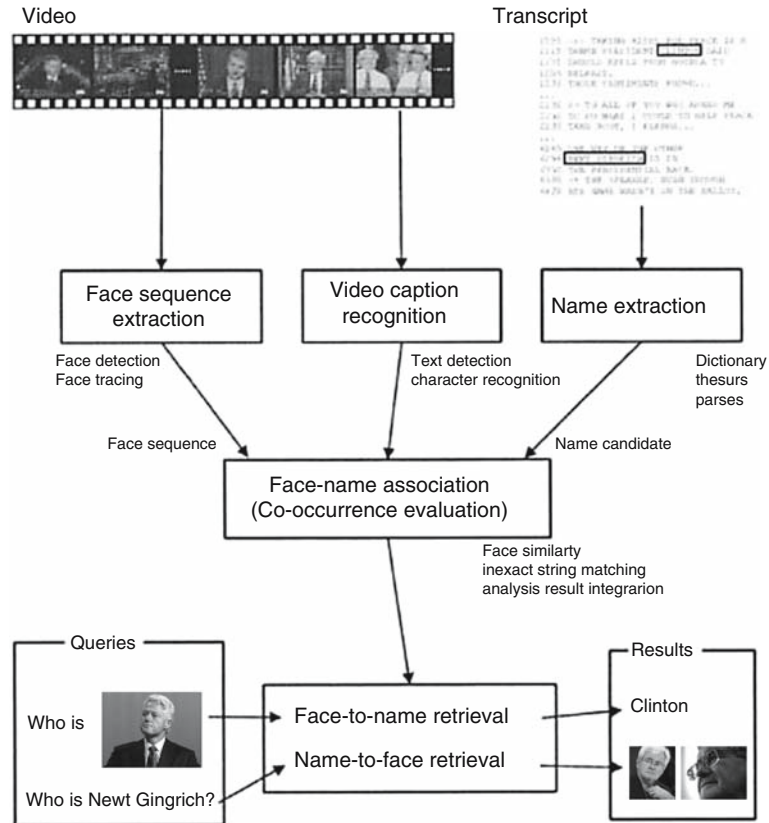 Video
Transcript
Face sequence
extraction
Video caption
recognition
Name extraction
Face detection
Face tracing
Text detection
character recognition
Dictionary
thesurs
parses
Face sequence
Name candidate
Face-name association
(Co-occurrence evaluation)
Face similarty
inexact string matching
analysis result integrarion
Queries
Results
Who is
Face-to-name retrieval
Clinton
Name-to-face retrieval
Who is Newt Gingrich?